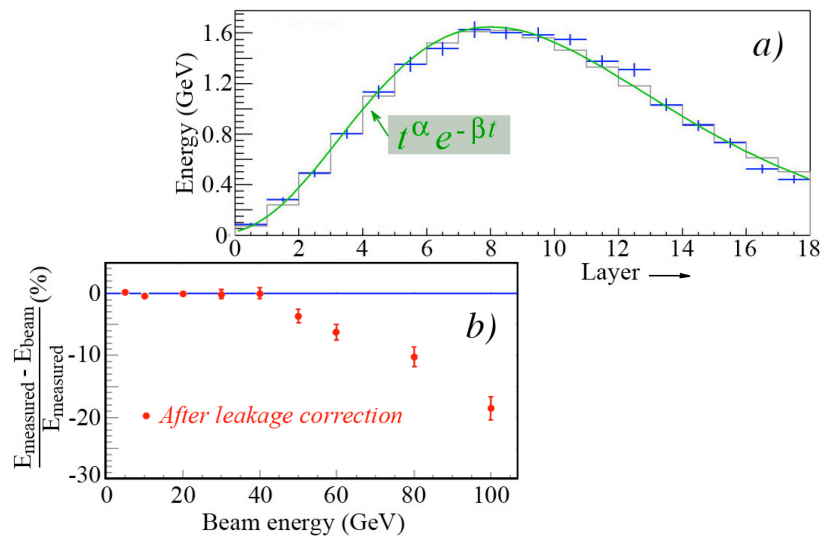 a)
Energy (GeV)
1.6
1.2
0.8
0.4
0
t^α e^-βt
0 2 4 6 8 10 12 14 16 18
Layer →
b)
E_measured - E_beam (%)
E_measured
0
-10
-20
-30
After leakage correction
0 20 40 60 80 100
Beam energy (GeV)